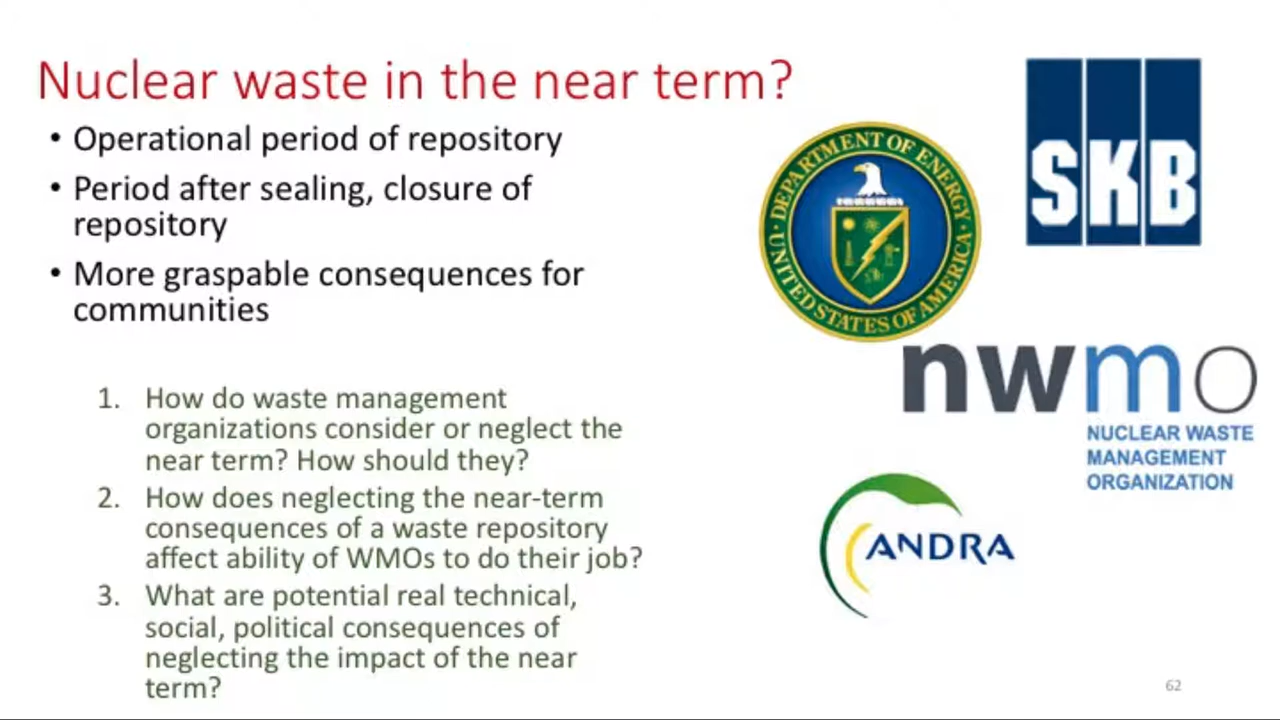 Nuclear waste in the near term?
• Operational period of repository
• Period after sealing, closure of
repository
• More graspable consequences for
communities
1. How do waste management
organizations consider or neglect the
near term? How should they?
2. How does neglecting the near-term
consequences of a waste repository
affect ability of WMOs to do their job?
3. What are potential real technical,
social, political consequences of
neglecting the impact of the near
term?
SKB
DEPARTMENT OF ENERGY
UNITED STATES OF AMERICA
nwmo
NUCLEAR WASTE
MANAGEMENT
ORGANIZATION
ANDRA
62